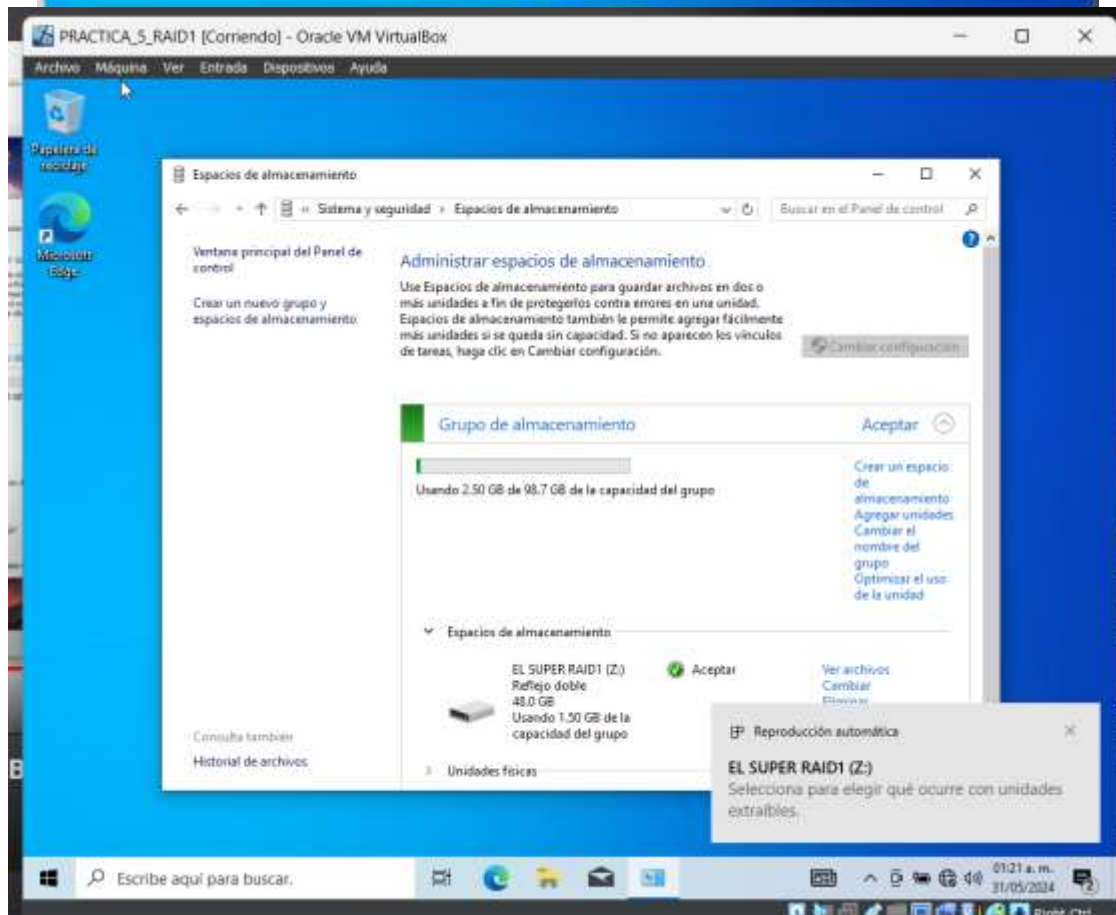 PRACTICA_5_RAID1 [Corriendo] - Oracle VM VirtualBox
Archivo Máquina Ver Entrada Dispositivos Ayuda
Papelera de
reciclaje
Microsoft
Edge
Espacios de almacenamiento
« Sistema y seguridad › Espacios de almacenamiento
Buscar en el Panel de control
Ventana principal del Panel de
control
Crear un nuevo grupo y
espacios de almacenamiento
Administrar espacios de almacenamiento
Use Espacios de almacenamiento para guardar archivos en dos o
más unidades a fin de protegerlos contra errores en una unidad.
Espacios de almacenamiento también le permite agregar fácilmente
más unidades si se queda sin capacidad. Si no aparecen los vínculos
de tareas, haga clic en Cambiar configuración.
Cambiar configuración
Grupo de almacenamiento
Aceptar
Usando 2.50 GB de 98.7 GB de la capacidad del grupo
Crear un espacio
de
almacenamiento
Agregar unidades
Cambiar el
nombre del
grupo
Optimizar el uso
de la unidad
Espacios de almacenamiento
EL SUPER RAID1 (Z:)
Reflejo doble
48.0 GB
Usando 1.50 GB de la
capacidad del grupo
Aceptar
Ver archivos
Cambiar
Eliminar
Unidades físicas
Consulta también
Historial de archivos
Reproducción automática
EL SUPER RAID1 (Z:)
Selecciona para elegir qué ocurre con unidades
extraíbles.
Escribe aquí para buscar.
01:21 a. m.
31/05/2024
2
Right Ctrl